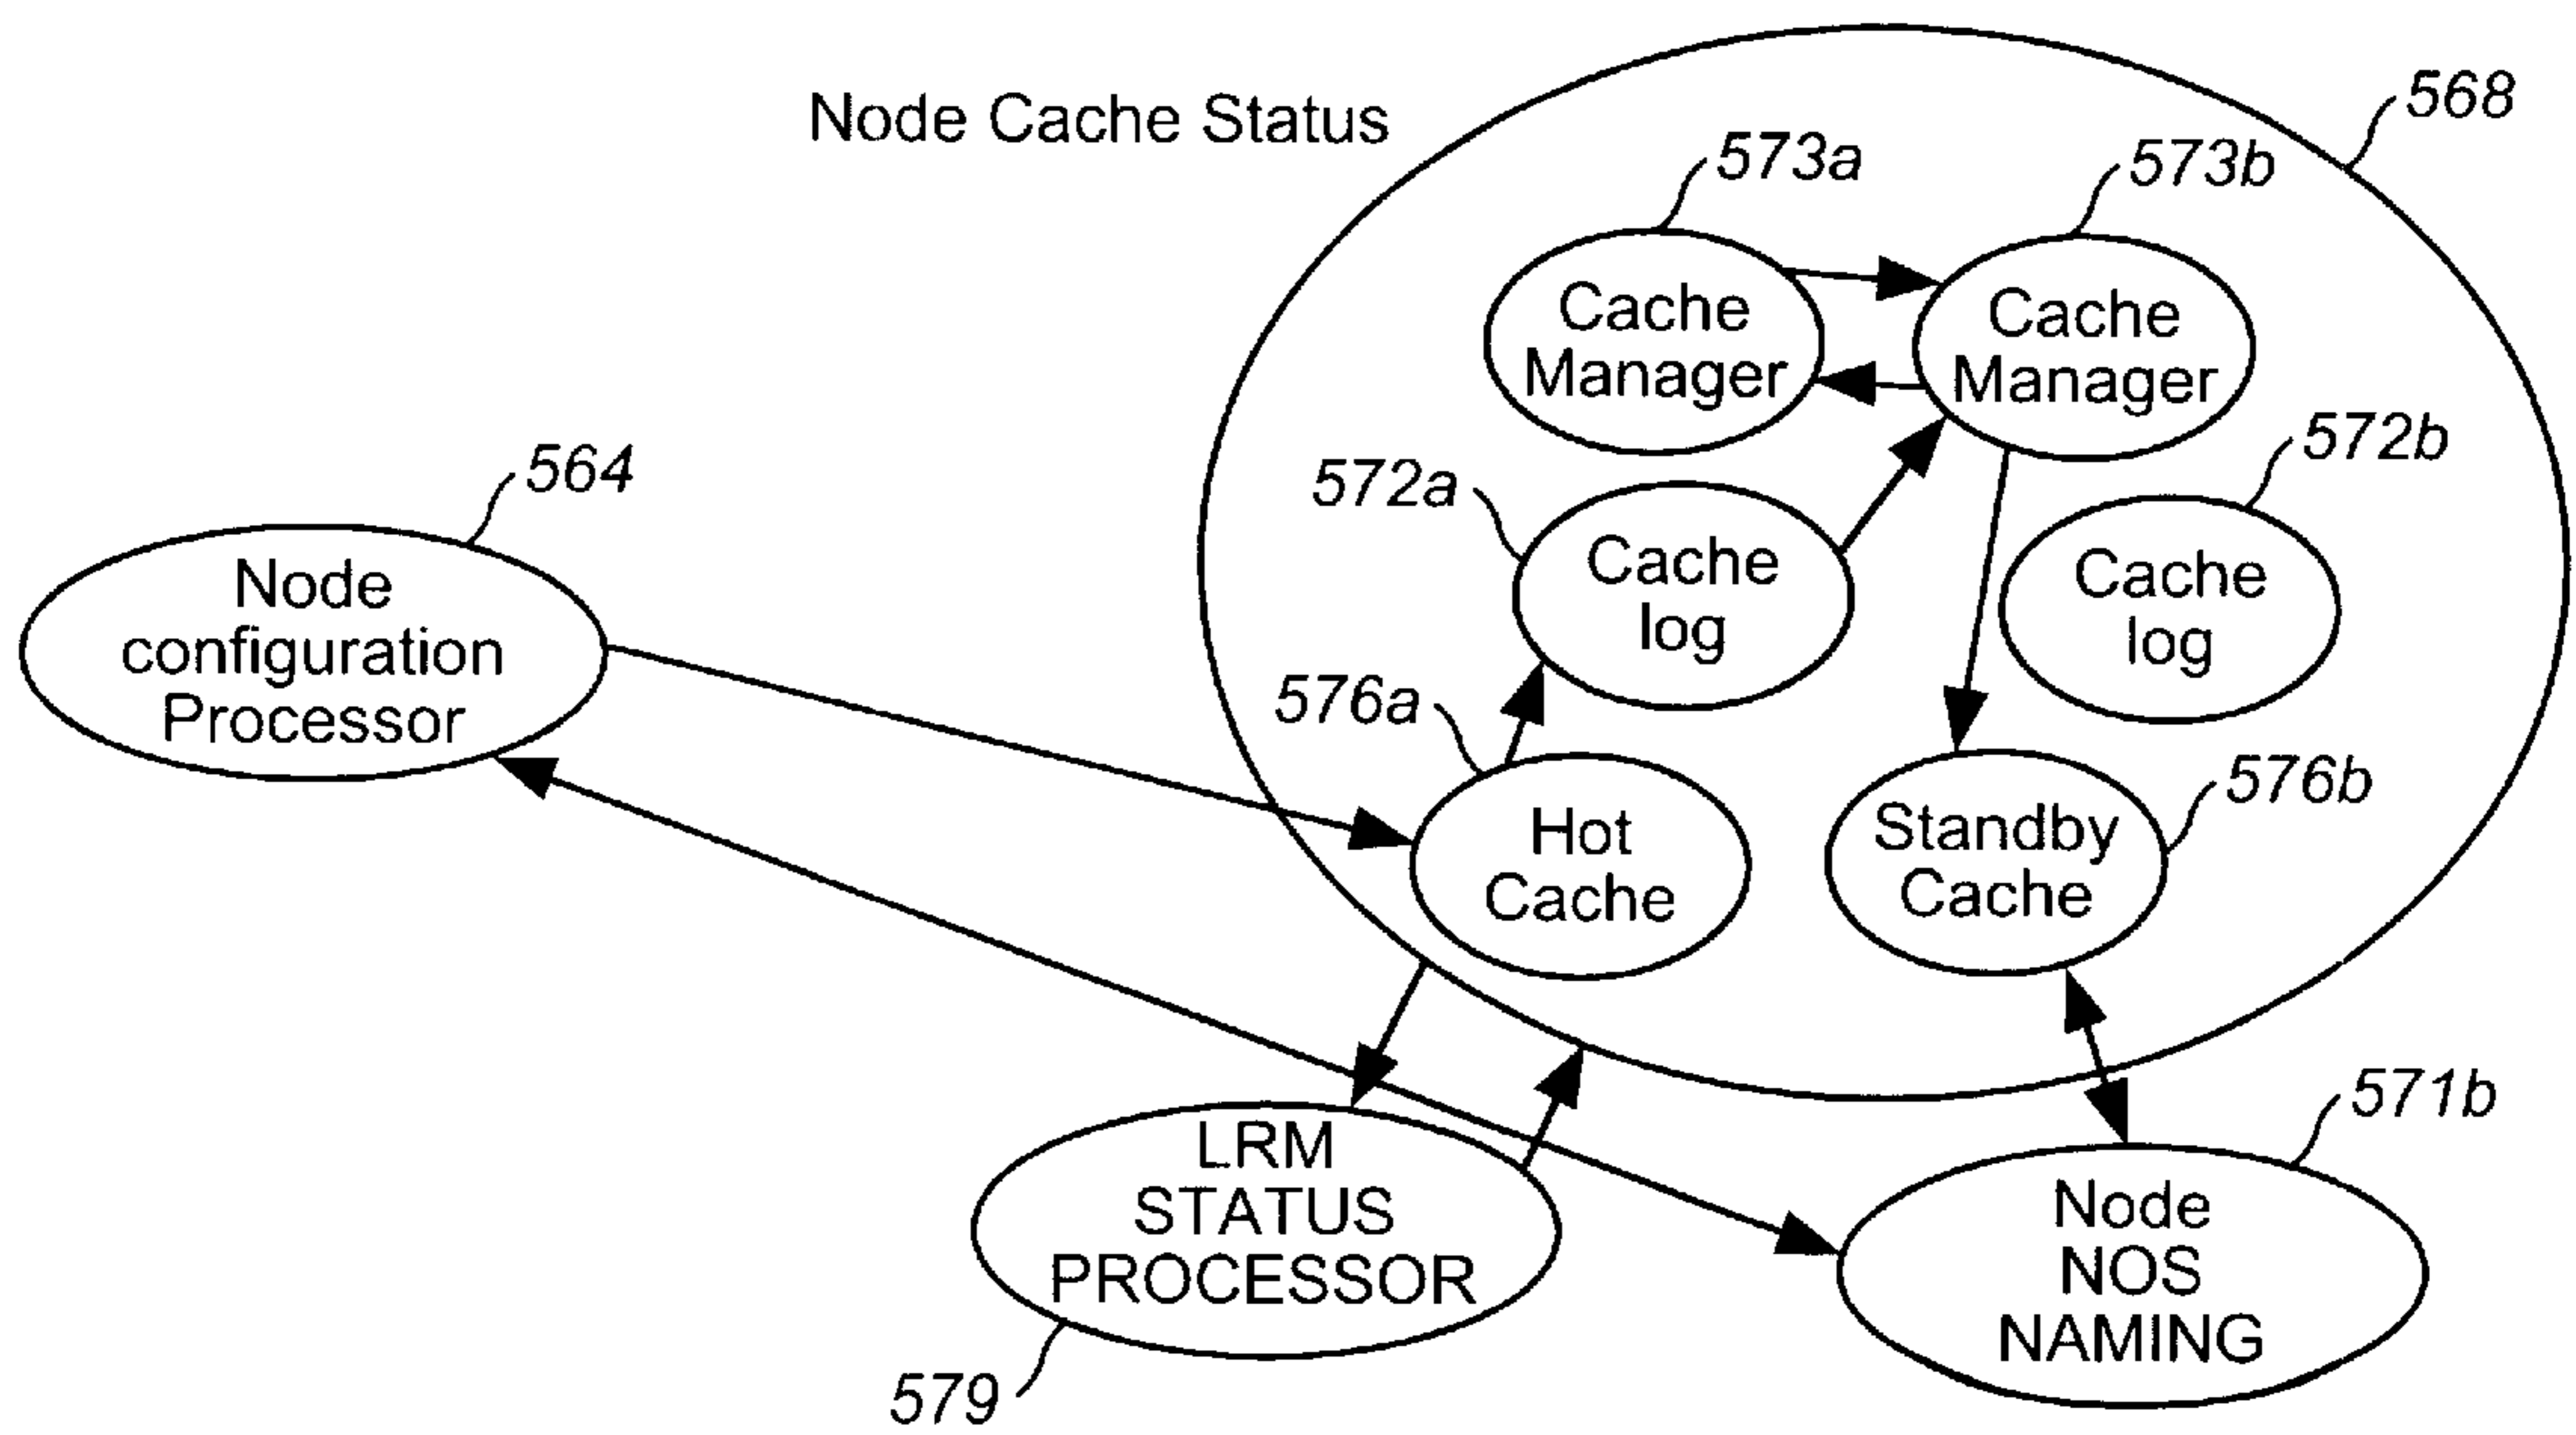 Node Cache Status
568
573a
573b
Cache
Manager
Cache
Manager
572a
572b
Cache
log
Cache
log
564
Node
configuration
Processor
576a
Hot
Cache
576b
Standby
Cache
571b
LRM
STATUS
PROCESSOR
579
Node
NOS
NAMING